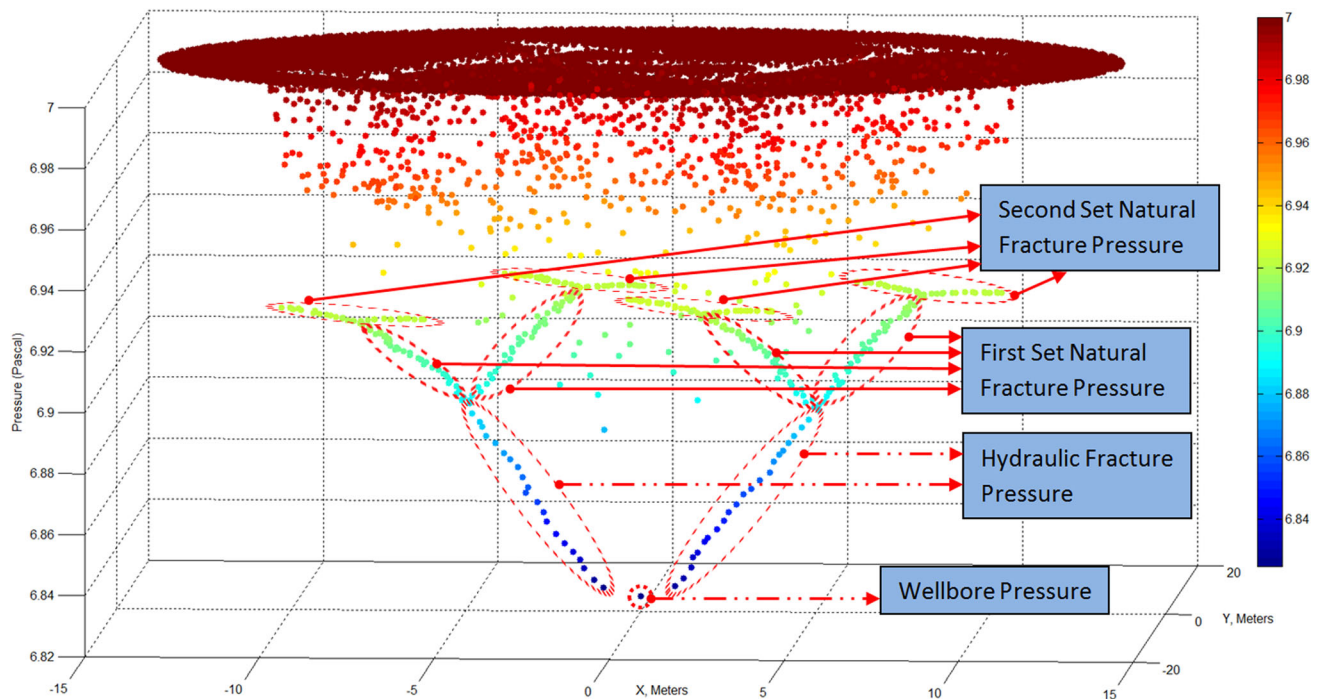 7
6.98
6.96
6.94
6.92
6.9
6.88
6.86
6.84
6.82
Pressure (Pascal)
-15
-10
-5
0
X, Meters
5
10
15
20
0
Y, Meters
-20
Second Set Natural
Fracture Pressure
First Set Natural
Fracture Pressure
Hydraulic Fracture
Pressure
Wellbore Pressure
7
6.98
6.96
6.94
6.92
6.9
6.88
6.86
6.84